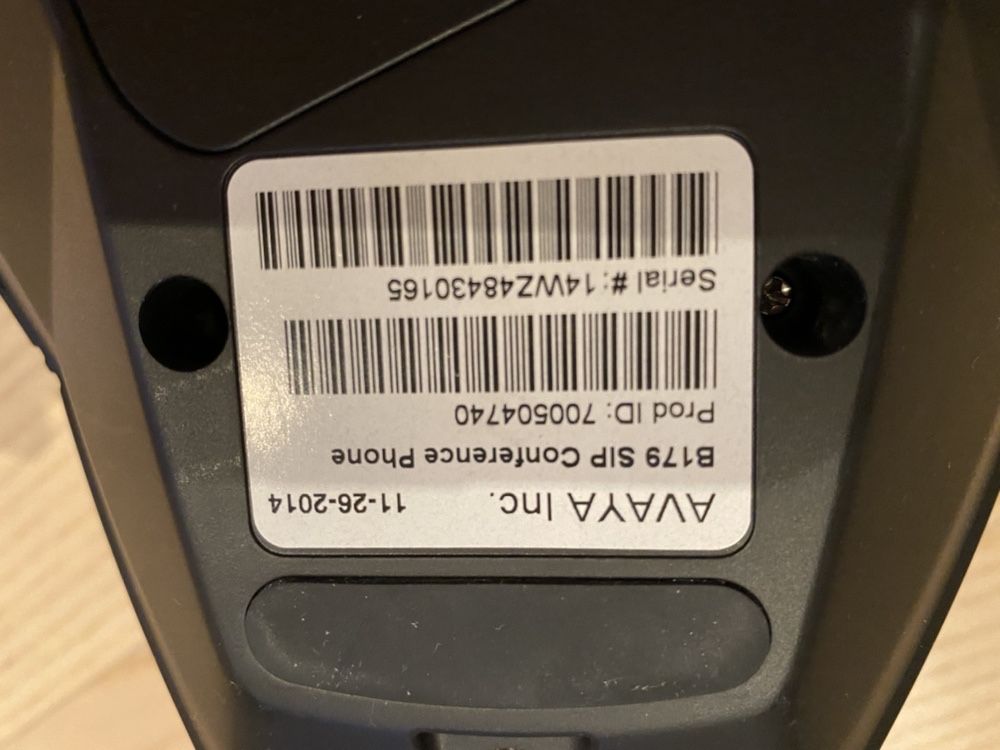 AVAYA Inc. 11-26-2014
B179 SIP Conference Phone
Prod ID: 700504740
Serial #: 14WZ48430165